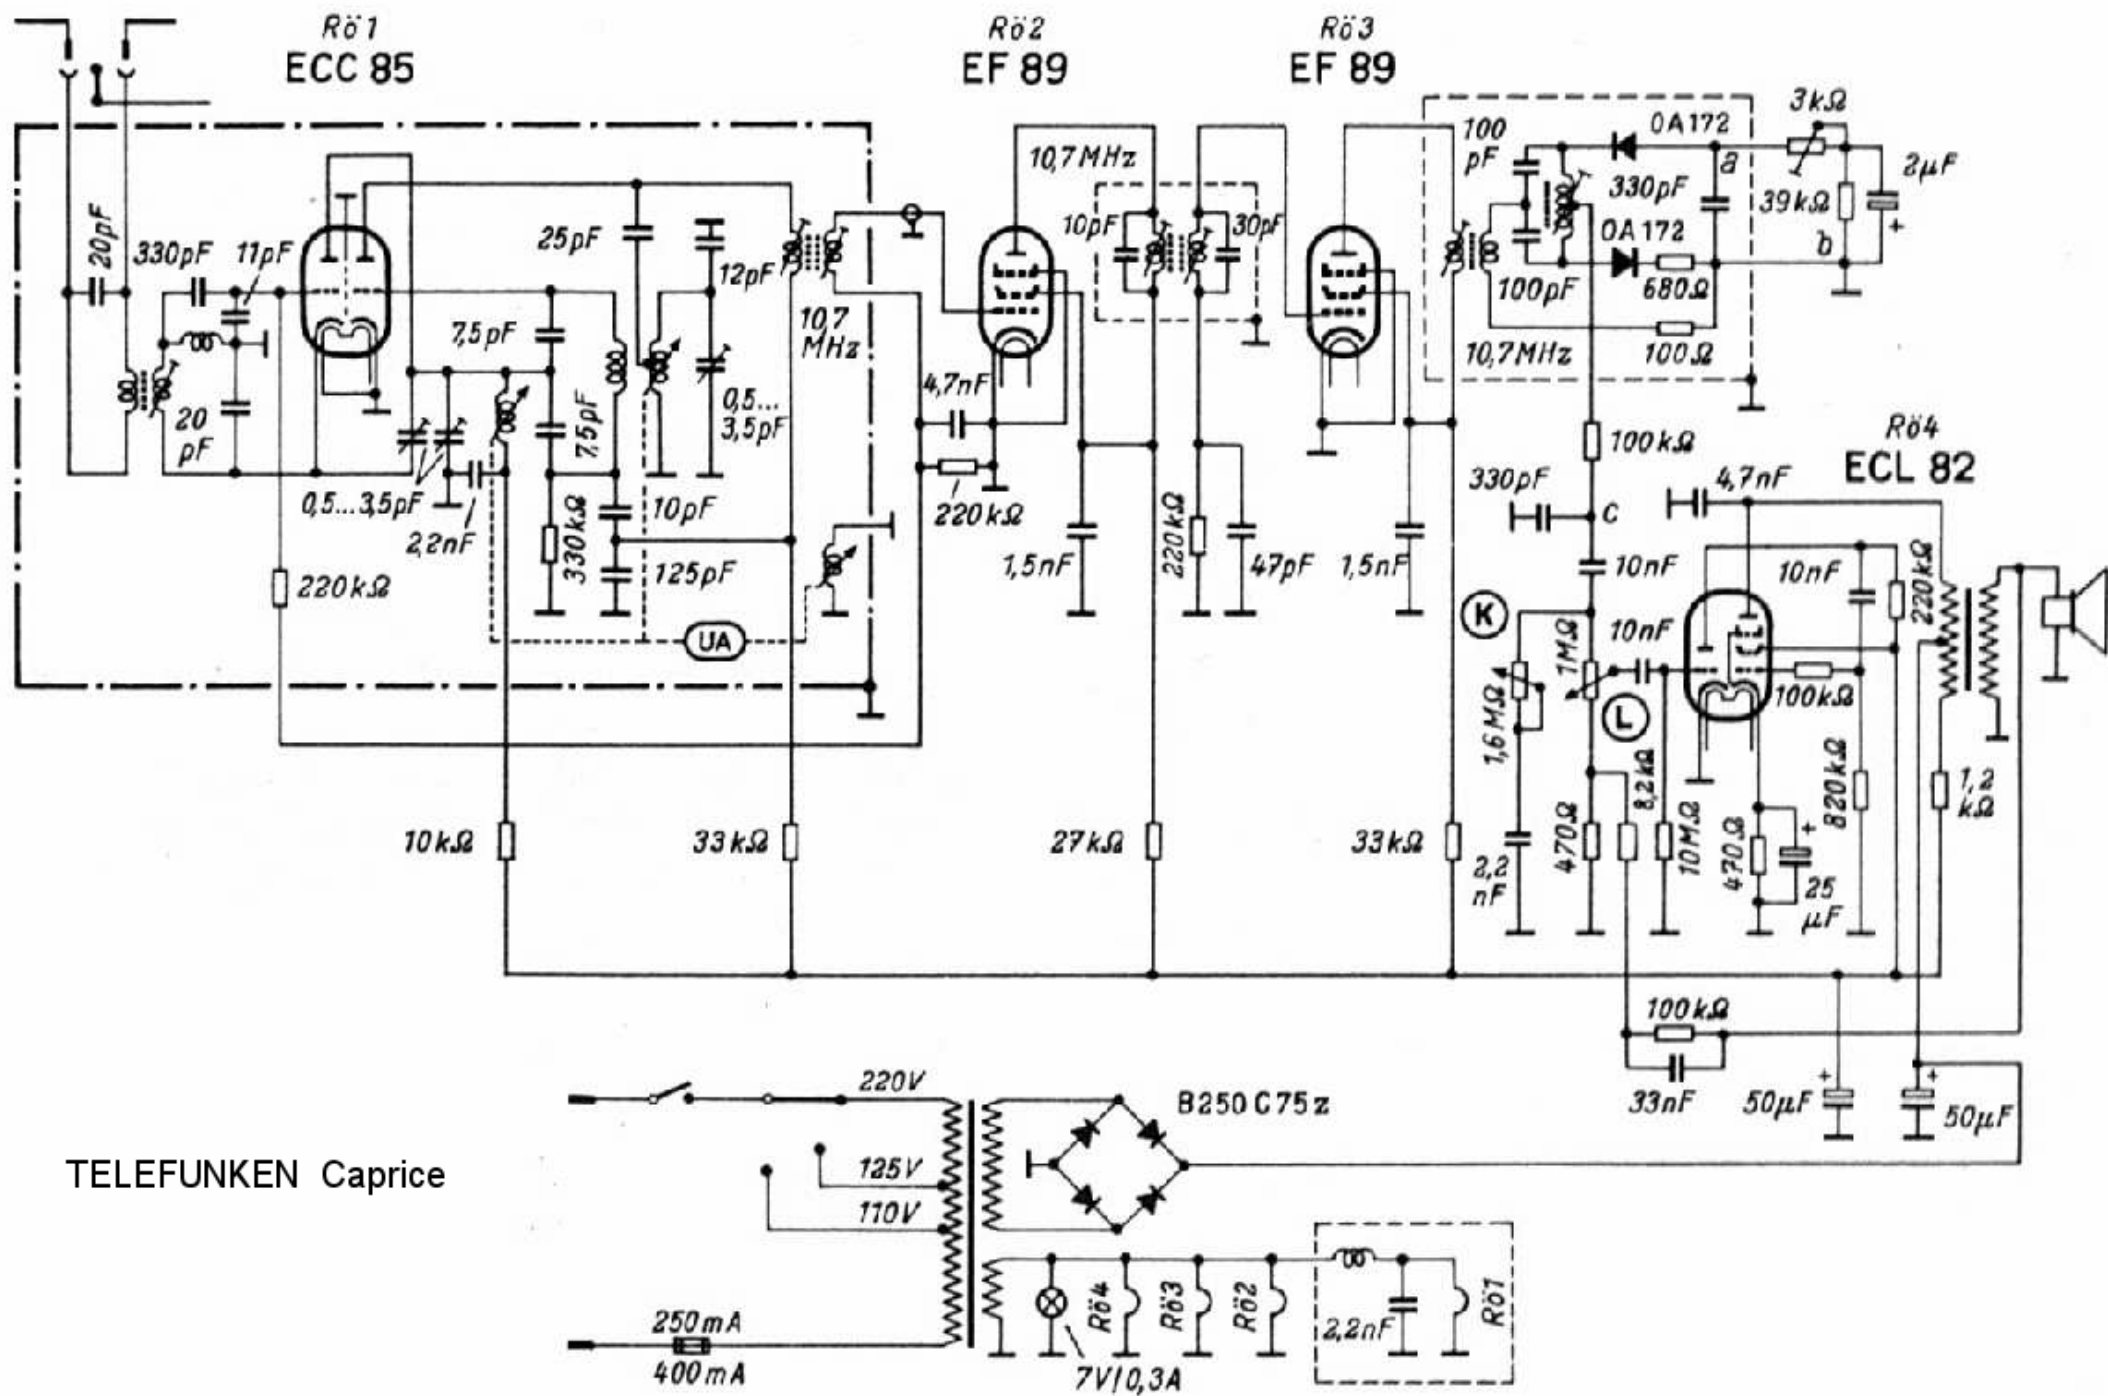 Rö1
ECC 85
Rö2
EF 89
Rö3
EF 89
20pF
330pF
11pF
20
pF
7,5pF
7,5pF
25pF
12pF
0,5...
3,5pF
10,7
MHz
0,5...3,5pF
2,2nF
330kΩ
10pF
125pF
220kΩ
UA
10kΩ
33kΩ
10,7MHz
10pF
30pF
4,7nF
220kΩ
1,5nF
220kΩ
47pF
27kΩ
1,5nF
33kΩ
100
pF
OA172
330pF
a
OA172
100pF
680Ω
10,7MHz
100Ω
3kΩ
39kΩ
b
2µF
100kΩ
330pF
C
10nF
K
1,6MΩ
1MΩ
L
10nF
2,2
nF
470Ω
8,2kΩ
10MΩ
Rö4
ECL 82
4,7nF
10nF
220kΩ
100kΩ
820kΩ
470Ω
+
25
µF
1,2
kΩ
100kΩ
33nF
+
50µF
+
50µF
+
TELEFUNKEN Caprice
220V
125V
110V
250mA
400mA
B250C75z
7V/0,3A
Rö4
Rö3
Rö2
2,2nF
Rö1